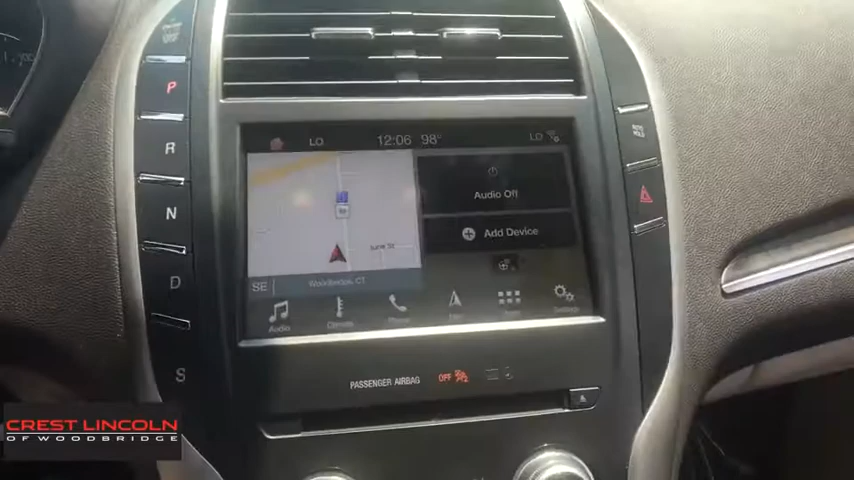 P
R
N
D
S
LO 12:06 98° LO
Audio Off
Add Device
SE WOODBRIDGE CT
Audio Climate Phone Nav Apps Settings
PASSENGER AIRBAG OFF
AUTO HOLD
CREST LINCOLN
OF WOODBRIDGE